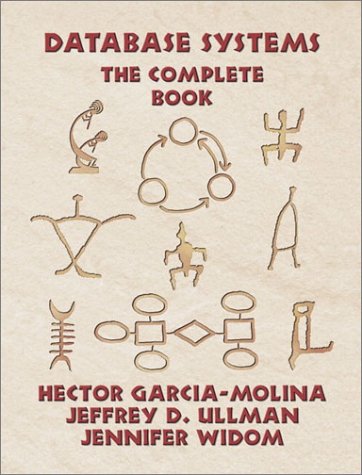 DATABASE SYSTEMS
THE COMPLETE
BOOK
HECTOR GARCIA-MOLINA
JEFFREY D. ULLMAN
JENNIFER WIDOM